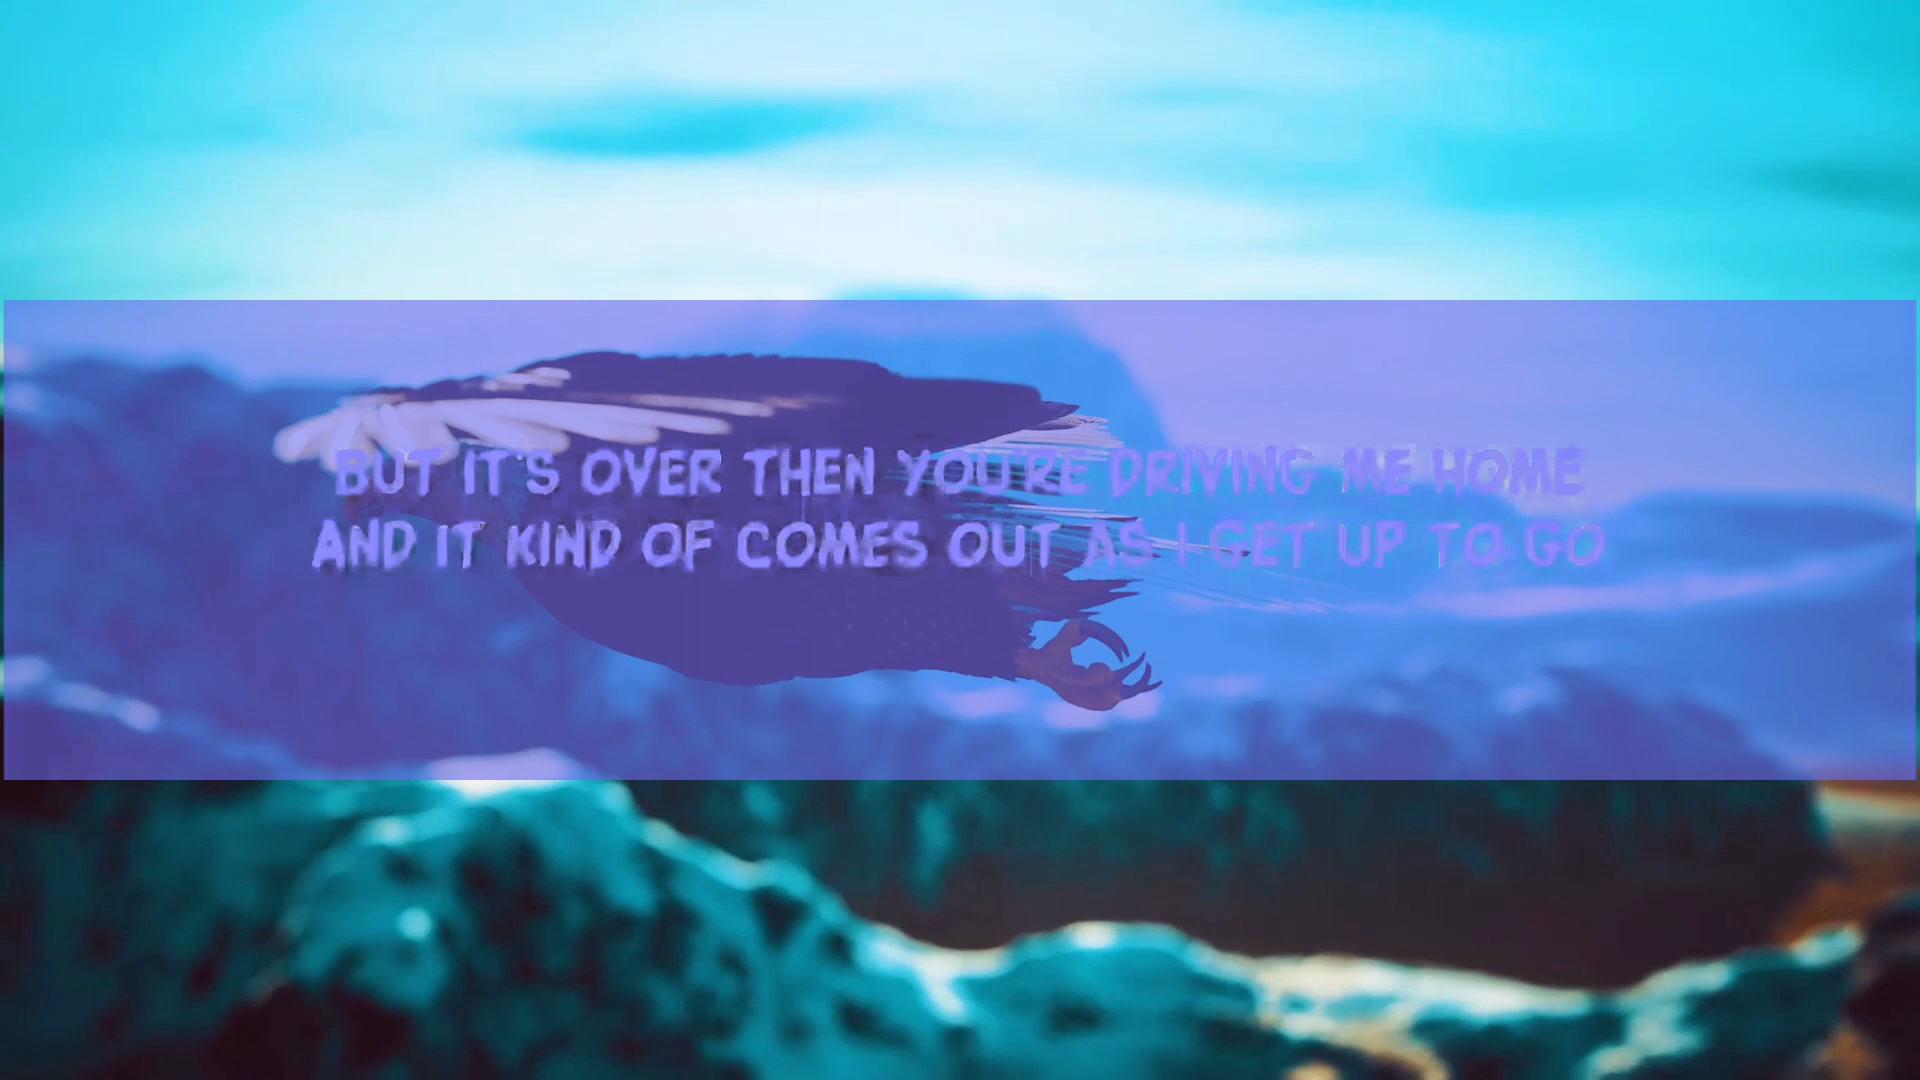 BUT IT'S OVER THEN YOU'RE DRIVING ME HOME
AND IT KIND OF COMES OUT AS I GET UP TO GO